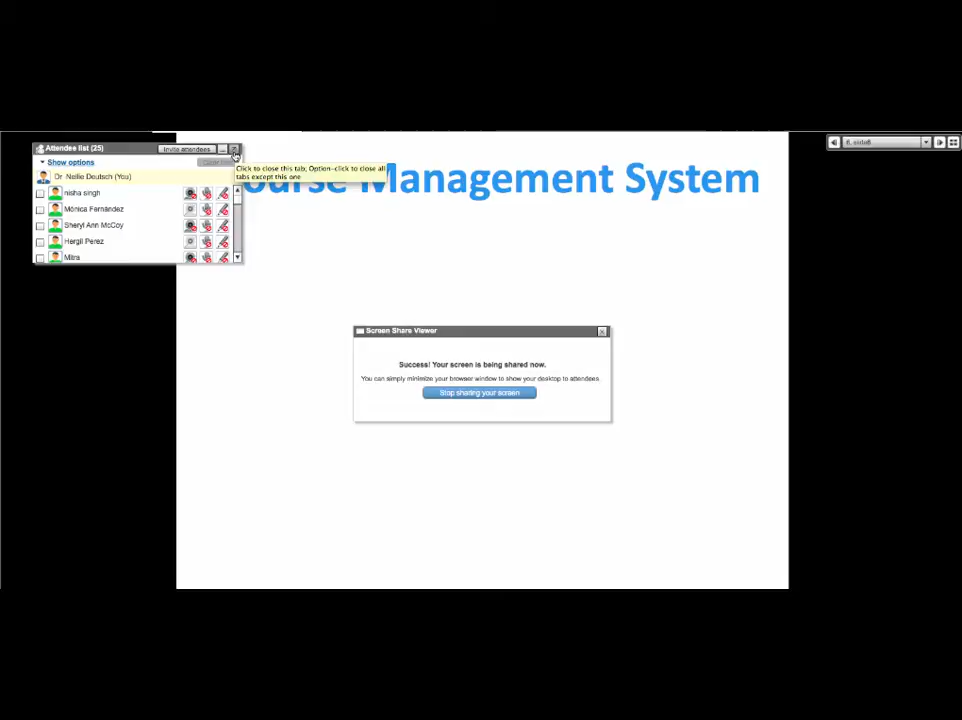 Attendee list (25)
Invite attendees
Show options
Click to close this tab; Option-click to close all
tabs except this one
Dr Nellie Deutsch (You)
nisha singh
Mónica Fernández
Sheryl Ann McCoy
Hergil Perez
Mitra
ourse Management System
6. slide6
Screen Share Viewer
Success! Your screen is being shared now.
You can simply minimize your browser window to show your desktop to attendees.
Stop sharing your screen